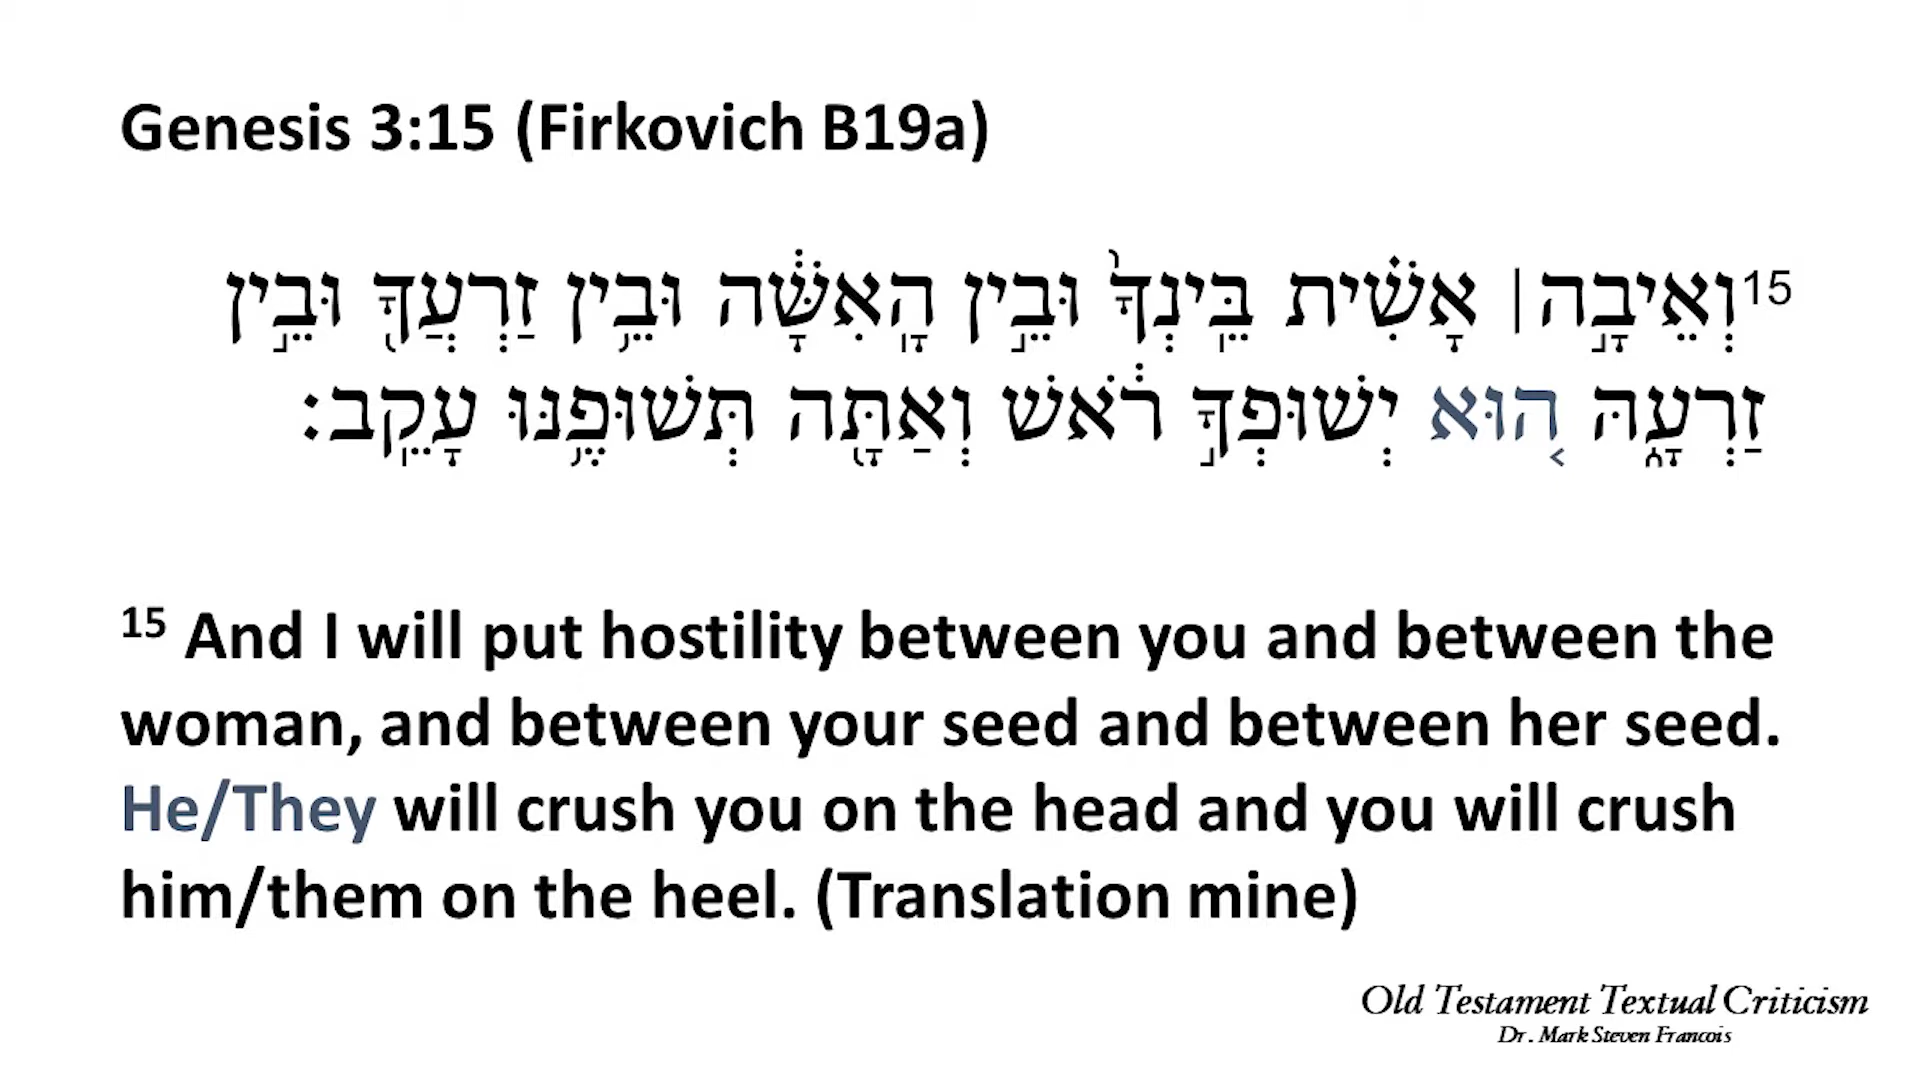 Genesis 3:15 (Firkovich B19a)
15וְאֵיבָ֣ה׀ אָשִׁ֗ית בֵּֽינְךָ֙ וּבֵ֣ין הָֽאִשָּׁ֔ה וּבֵ֥ין זַרְעֲךָ֖ וּבֵ֣ין
זַרְעָ֑הּ ה֚וּא יְשׁוּפְךָ֣ רֹ֔אשׁ וְאַתָּ֖ה תְּשׁוּפֶ֥נּוּ עָקֵֽב׃
15 And I will put hostility between you and between the
woman, and between your seed and between her seed.
He/They will crush you on the head and you will crush
him/them on the heel. (Translation mine)
Old Testament Textual Criticism
Dr. Mark Steven Francois